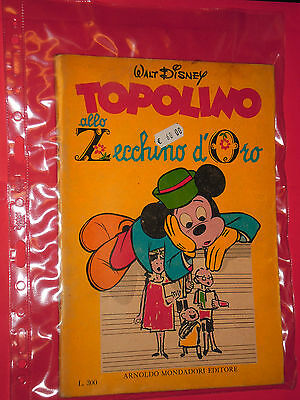 WALT DISNEY
TOPOLINO
allo
Zecchino d'Oro
L. 300
ARNOLDO MONDADORI EDITORE